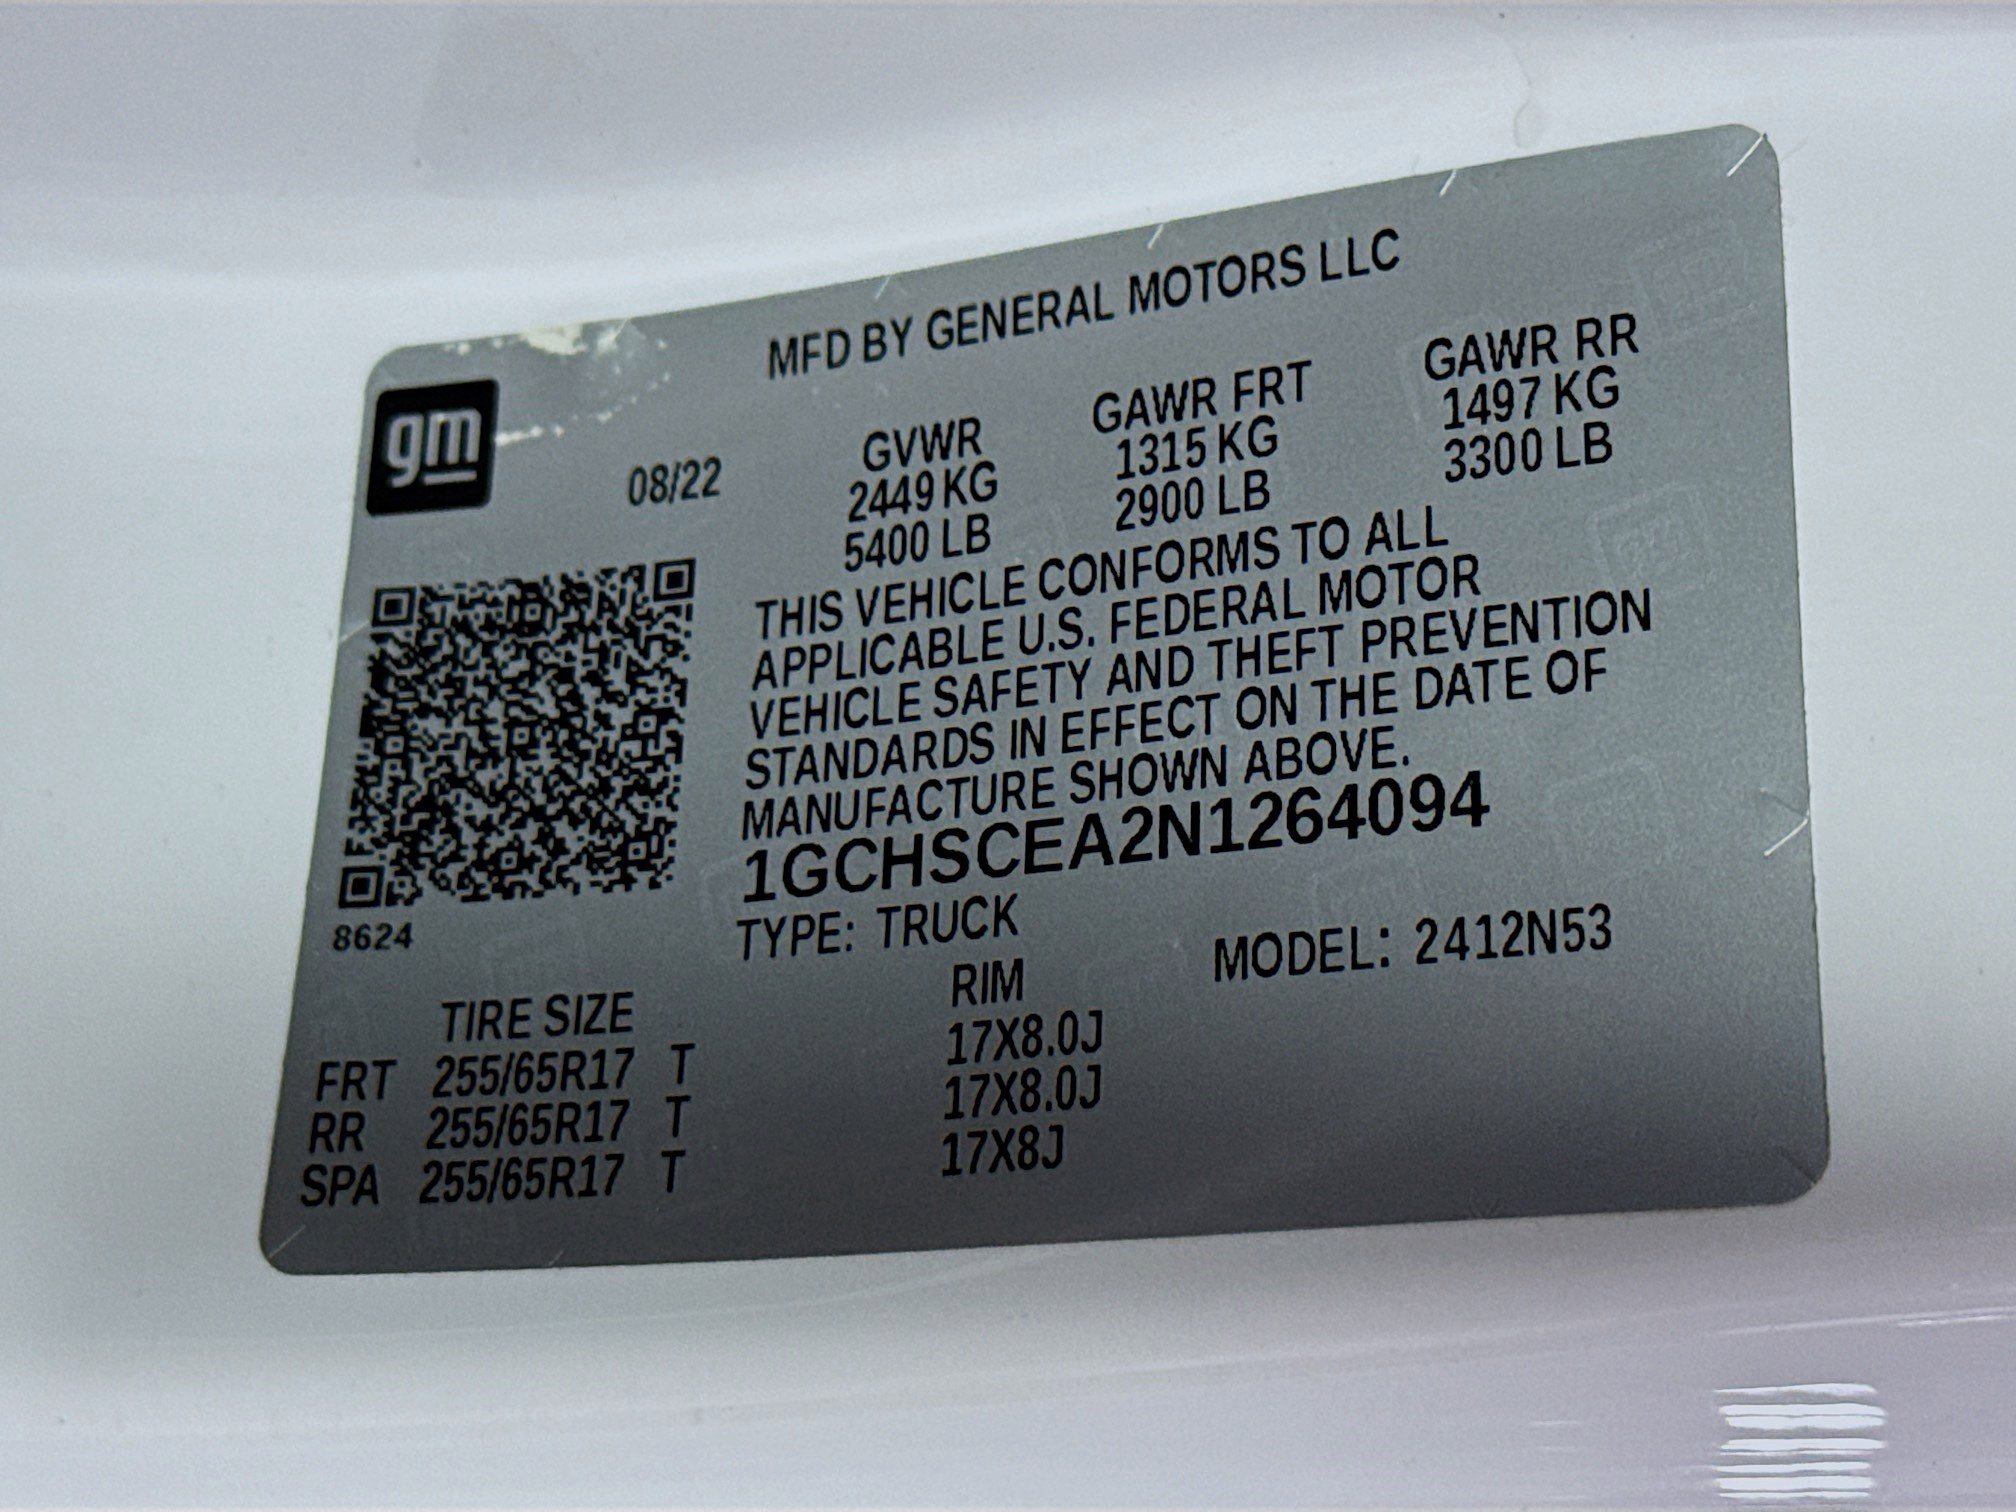 MFD BY GENERAL MOTORS LLC
gm
08/22
GVWR GAWR FRT GAWR RR
2449 KG 1315 KG 1497 KG
5400 LB 2900 LB 3300 LB
THIS VEHICLE CONFORMS TO ALL
APPLICABLE U.S. FEDERAL MOTOR
VEHICLE SAFETY AND THEFT PREVENTION
STANDARDS IN EFFECT ON THE DATE OF
MANUFACTURE SHOWN ABOVE.
1GCHSCEA2N1264094
8624
TYPE: TRUCK MODEL: 2412N53
TIRE SIZE RIM
FRT 255/65R17 T 17X8.0J
RR 255/65R17 T 17X8.0J
SPA 255/65R17 T 17X8J